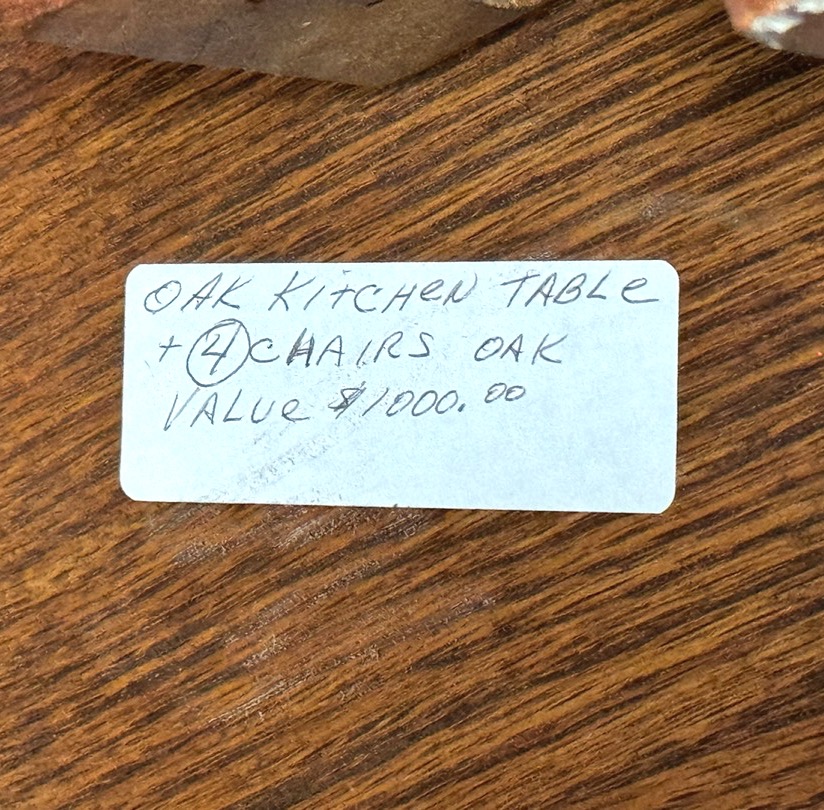 OAK KITCHEN TABLE
+ 4 CHAIRS OAK
VALUE $1000.00